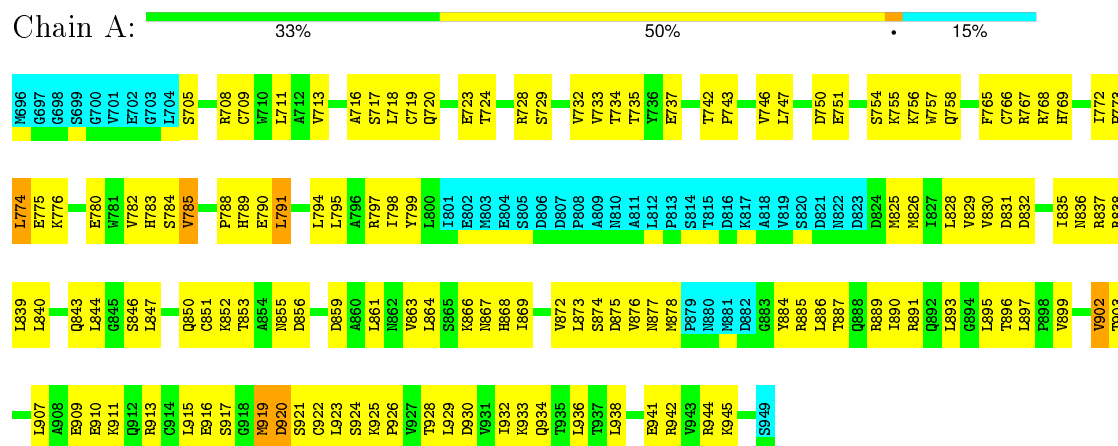 Chain A: 33% 50% • 15%
M696 G697 G698 S699 G700 V701 E702 G703 L704 S705 R708 C709 W710 L711 A712 V713 A716 S717 L718 C719 Q720 E723 T724 R728 S729 V732 V733 T734 T735 Y736 E737 T742 P743 V746 L747 D750 E751 S754 K755 K756 W757 Q758 F765 C766 R767 R768 H769 I772
L774 E775 K776 E780 W781 V782 H783 S784 V785 P788 H789 E790 L791 L794 L795 A796 R797 I798 Y799 L800 I801 E802 M803 E804 S805 D806 D807 P808 A809 N810 A811 L812 P813 S814 T815 D816 K817 A818 V819 S820 D821 N822 D823 D824 M825 M826 I827 L828 V829 V830 D831 D832 I835 N836 R837
L839 L840 Q843 L844 G845 S846 L847 Q850 C851 K852 T853 A854 N855 D856 D859 A860 L861 N862 V863 L864 S865 K866 N867 H868 I869 V872 L873 S874 D875 V876 N877 M878 P879 N880 M881 D882 G883 Y884 R885 L886 T887 Q888 R889 I890 R891 Q892 L893 G894 L895 T896 L897 P898 V899 V902
L907 A908 E909 E910 K911 Q912 R913 C914 L915 E916 S917 G918 M919 D920 S921 C922 L923 S924 K925 P926 V927 T928 L929 D930 V931 I932 K933 Q934 T935 L936 T937 L938 E941 R942 V943 R944 K945 S949